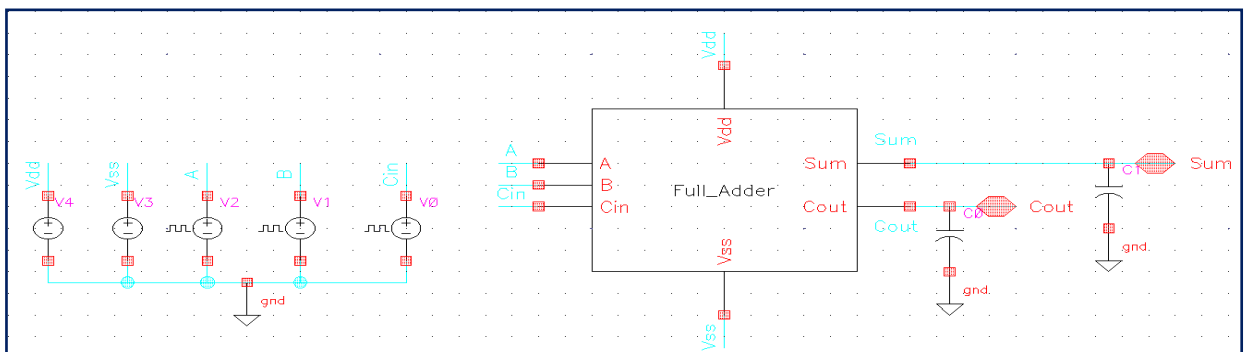 Vdd
Vss
A
B
Cin
V4
V3
V2
V1
V0
gnd
Vdd
Vdd
A
B
Cin
A
B
Cin
Full_Adder
Sum
Cout
Sum
Cout
Vss
Vss
C1
Sum
C0
Cout
gnd.
gnd.